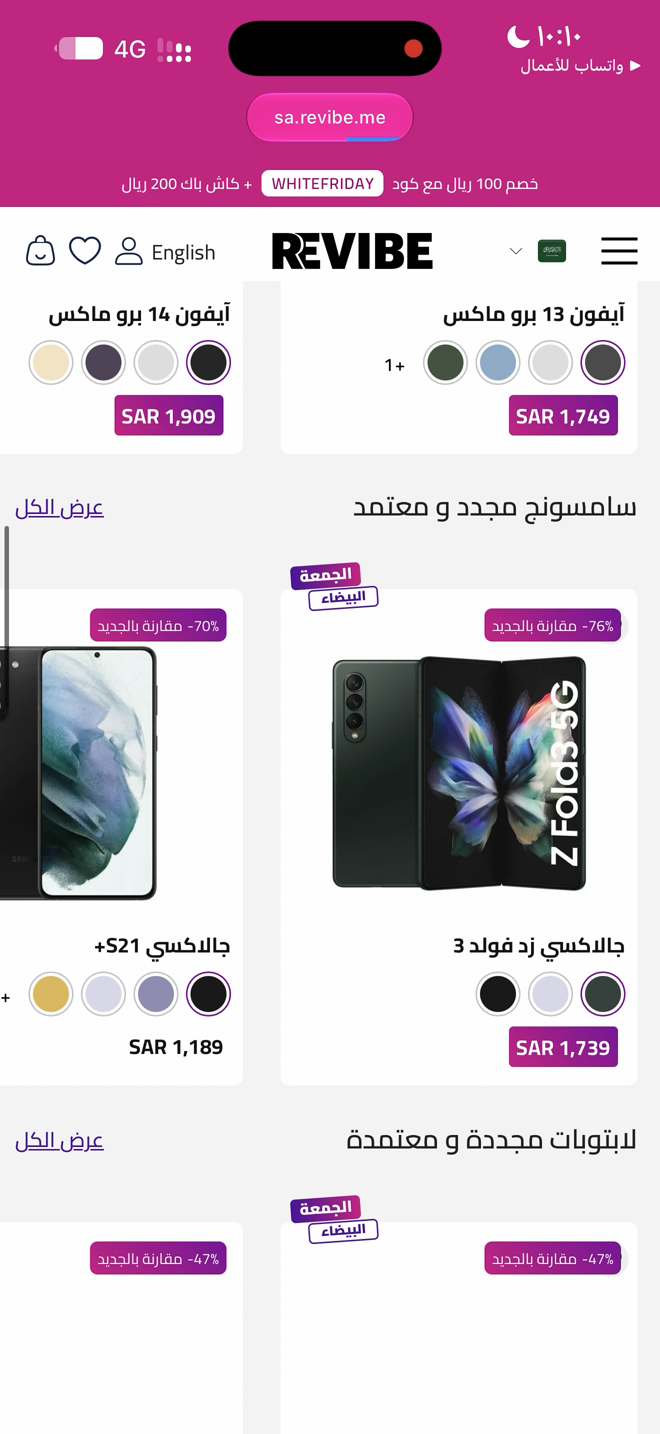 ١٠:١٠
4G
◀ واتساب للأعمال
sa.revibe.me
خصم 100 ريال مع كود WHITEFRIDAY + كاش باك 200 ريال
REVIBE
English
آيفون 13 برو ماكس
+1
SAR 1,749
آيفون 14 برو ماكس
SAR 1,909
سامسونج مجدد و معتمد
عرض الكل
الجمعة
البيضاء
-76% مقارنة بالجديد
Z Fold3 5G
جالاكسي زد فولد 3
SAR 1,739
-70% مقارنة بالجديد
جالاكسي S21+
+
SAR 1,189
لابتوبات مجددة و معتمدة
عرض الكل
الجمعة
البيضاء
-47% مقارنة بالجديد
-47% مقارنة بالجديد